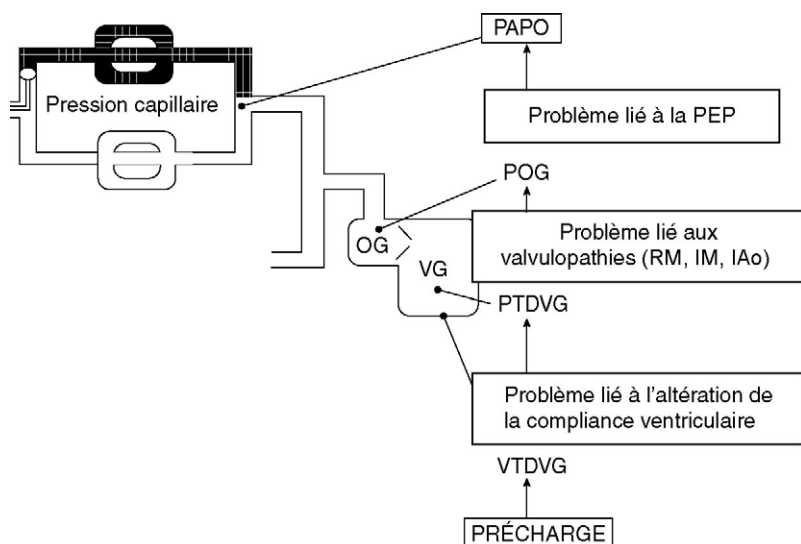 PAPO
Pression capillaire
Problème lié à la PEP
POG
OG
Problème lié aux
valvulopathies (RM, IM, IAo)
VG
PTDVG
Problème lié à l'altération de
la compliance ventriculaire
VTDVG
PRÉCHARGE